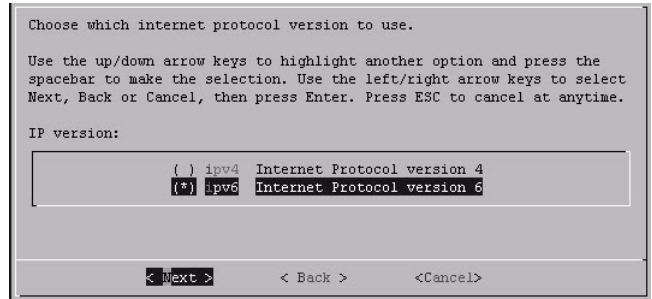 Choose which internet protocol version to use.
Use the up/down arrow keys to highlight another option and press the
spacebar to make the selection. Use the left/right arrow keys to select
Next, Back or Cancel, then press Enter. Press ESC to cancel at anytime.
IP version:
( ) ipv4 Internet Protocol version 4
(*) ipv6 Internet Protocol version 6
< Next > < Back > <Cancel>